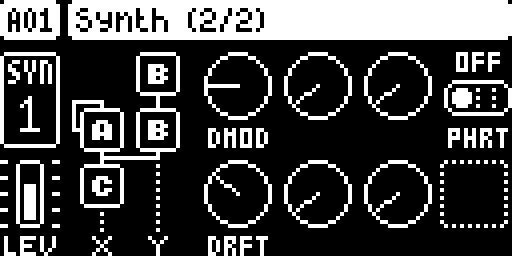 A01 Synth (2/2)
SYN
1
B
OFF
A B
DMOD PHRT
C
LEV X Y DRFT